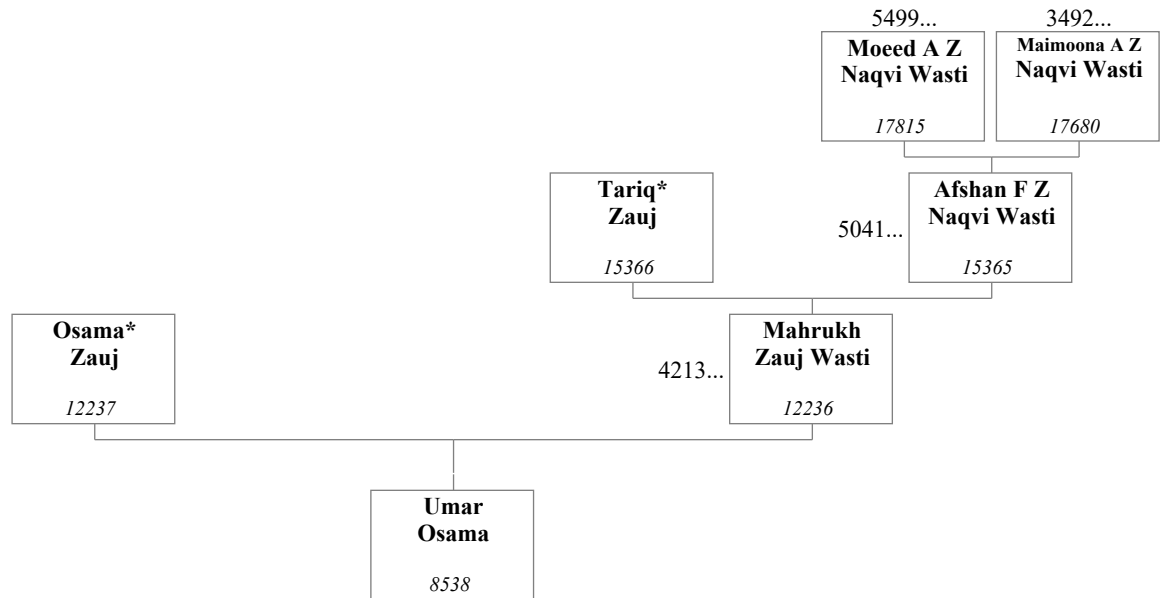 5499...
3492...
Moeed A Z
Naqvi Wasti
17815
Maimoona A Z
Naqvi Wasti
17680
Tariq*
Zauj
15366
5041...
Afshan F Z
Naqvi Wasti
15365
Osama*
Zauj
12237
4213...
Mahrukh
Zauj Wasti
12236
Umar
Osama
8538